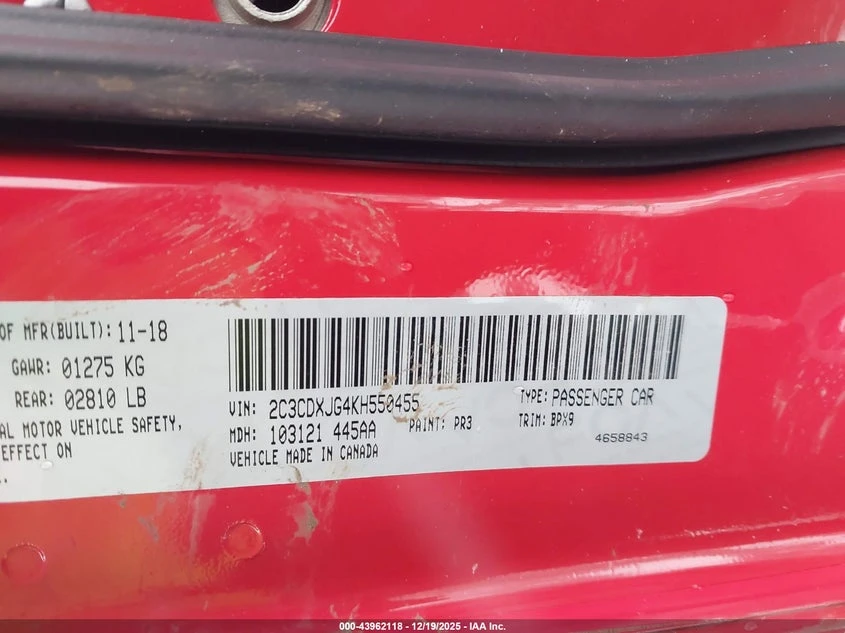 OF MFR(BUILT): 11-18
GAWR: 01275 KG
REAR: 02810 LB
AL MOTOR VEHICLE SAFETY,
EFFECT ON
VIN: 2C3CDXJG4KH550455
TYPE: PASSENGER CAR
MDH: 103121 445AA
PAINT: PR3
TRIM: BPX9
VEHICLE MADE IN CANADA
4658843
000-43962118 - 12/19/2025 - IAA Inc.